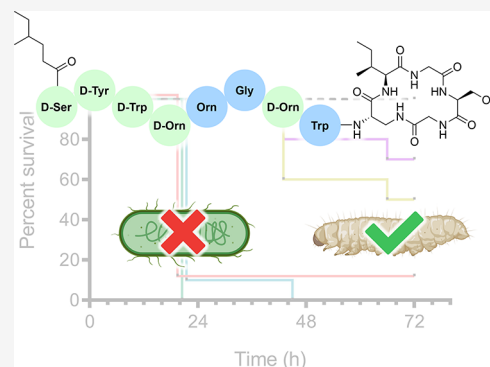 D-Ser
D-Tyr
D-Trp
D-Orn
Orn
Gly
D-Orn
Trp
O
N
H
O
NH
O
HN
O
NH
O
O
N
H
O
HN
Percent survival
80
60
40
20
0
0
24
48
72
Time (h)